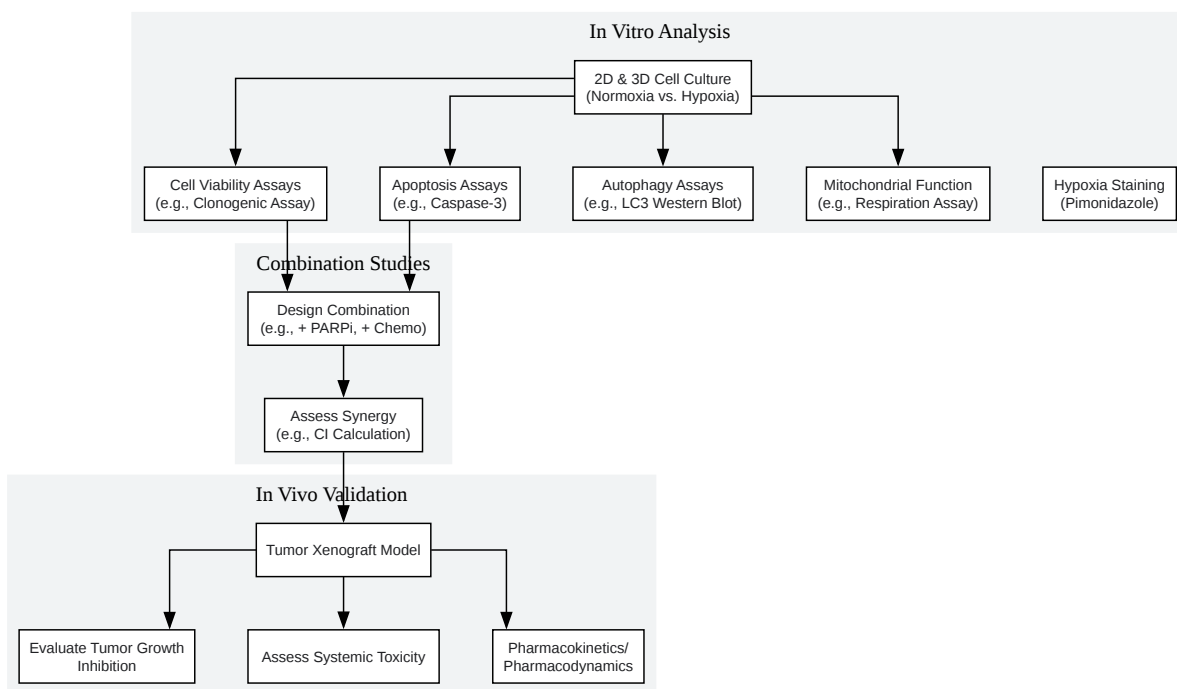 In Vitro Analysis
2D & 3D Cell Culture
(Normoxia vs. Hypoxia)
Cell Viability Assays
(e.g., Clonogenic Assay)
Apoptosis Assays
(e.g., Caspase-3)
Autophagy Assays
(e.g., LC3 Western Blot)
Mitochondrial Function
(e.g., Respiration Assay)
Hypoxia Staining
(Pimonidazole)
Combination Studies
Design Combination
(e.g., + PARPi, + Chemo)
Assess Synergy
(e.g., CI Calculation)
In Vivo Validation
Tumor Xenograft Model
Evaluate Tumor Growth
Inhibition
Assess Systemic Toxicity
Pharmacokinetics/
Pharmacodynamics